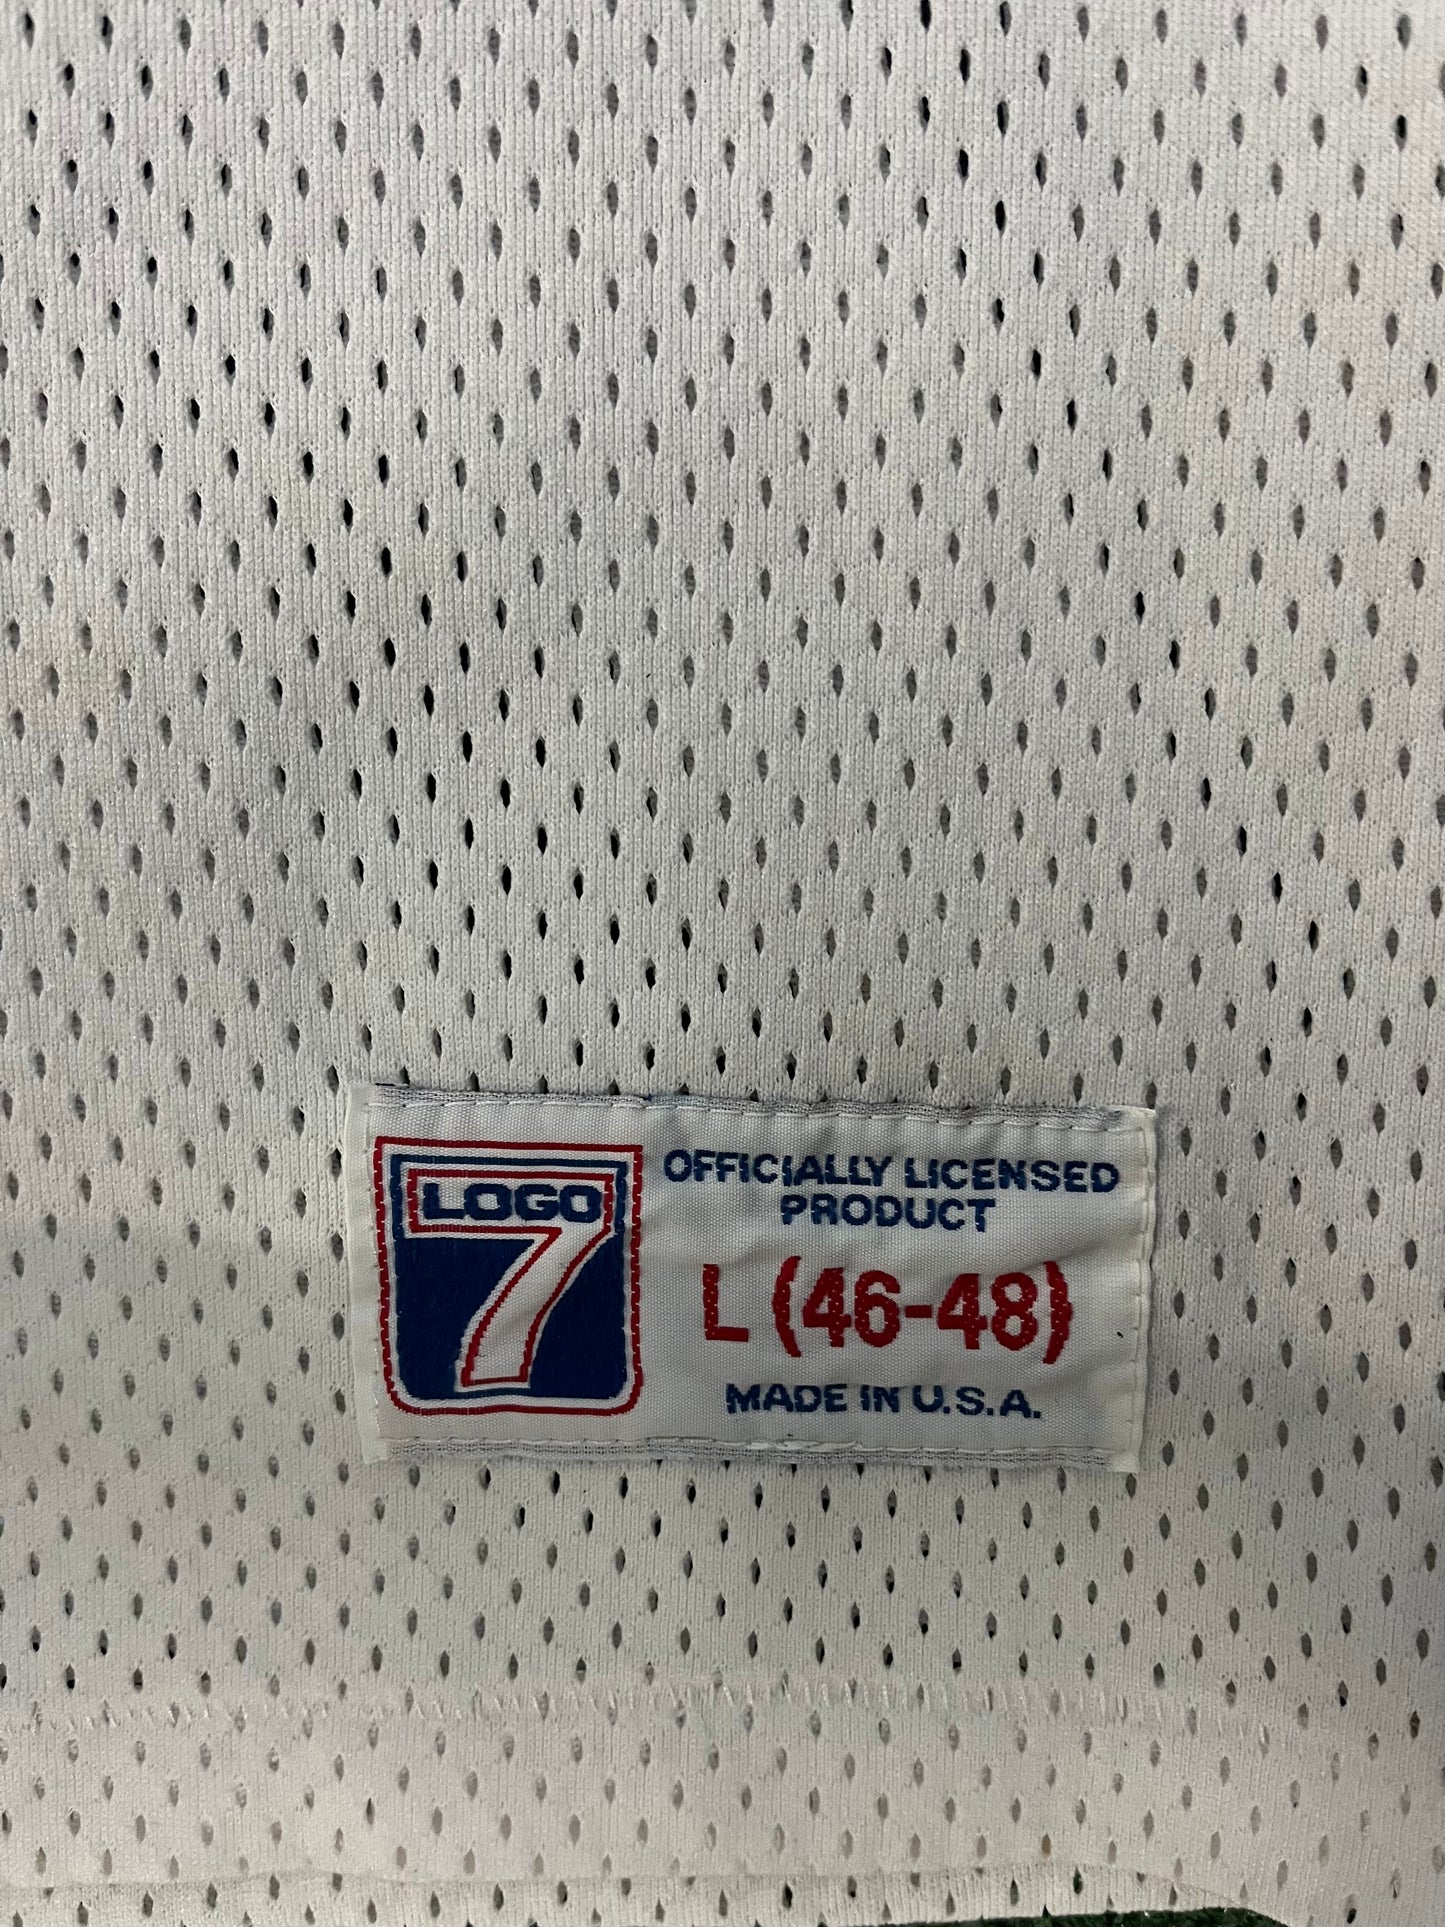 LOGO
7
OFFICIALLY LICENSED
PRODUCT
L (46-48)
MADE IN U.S.A.